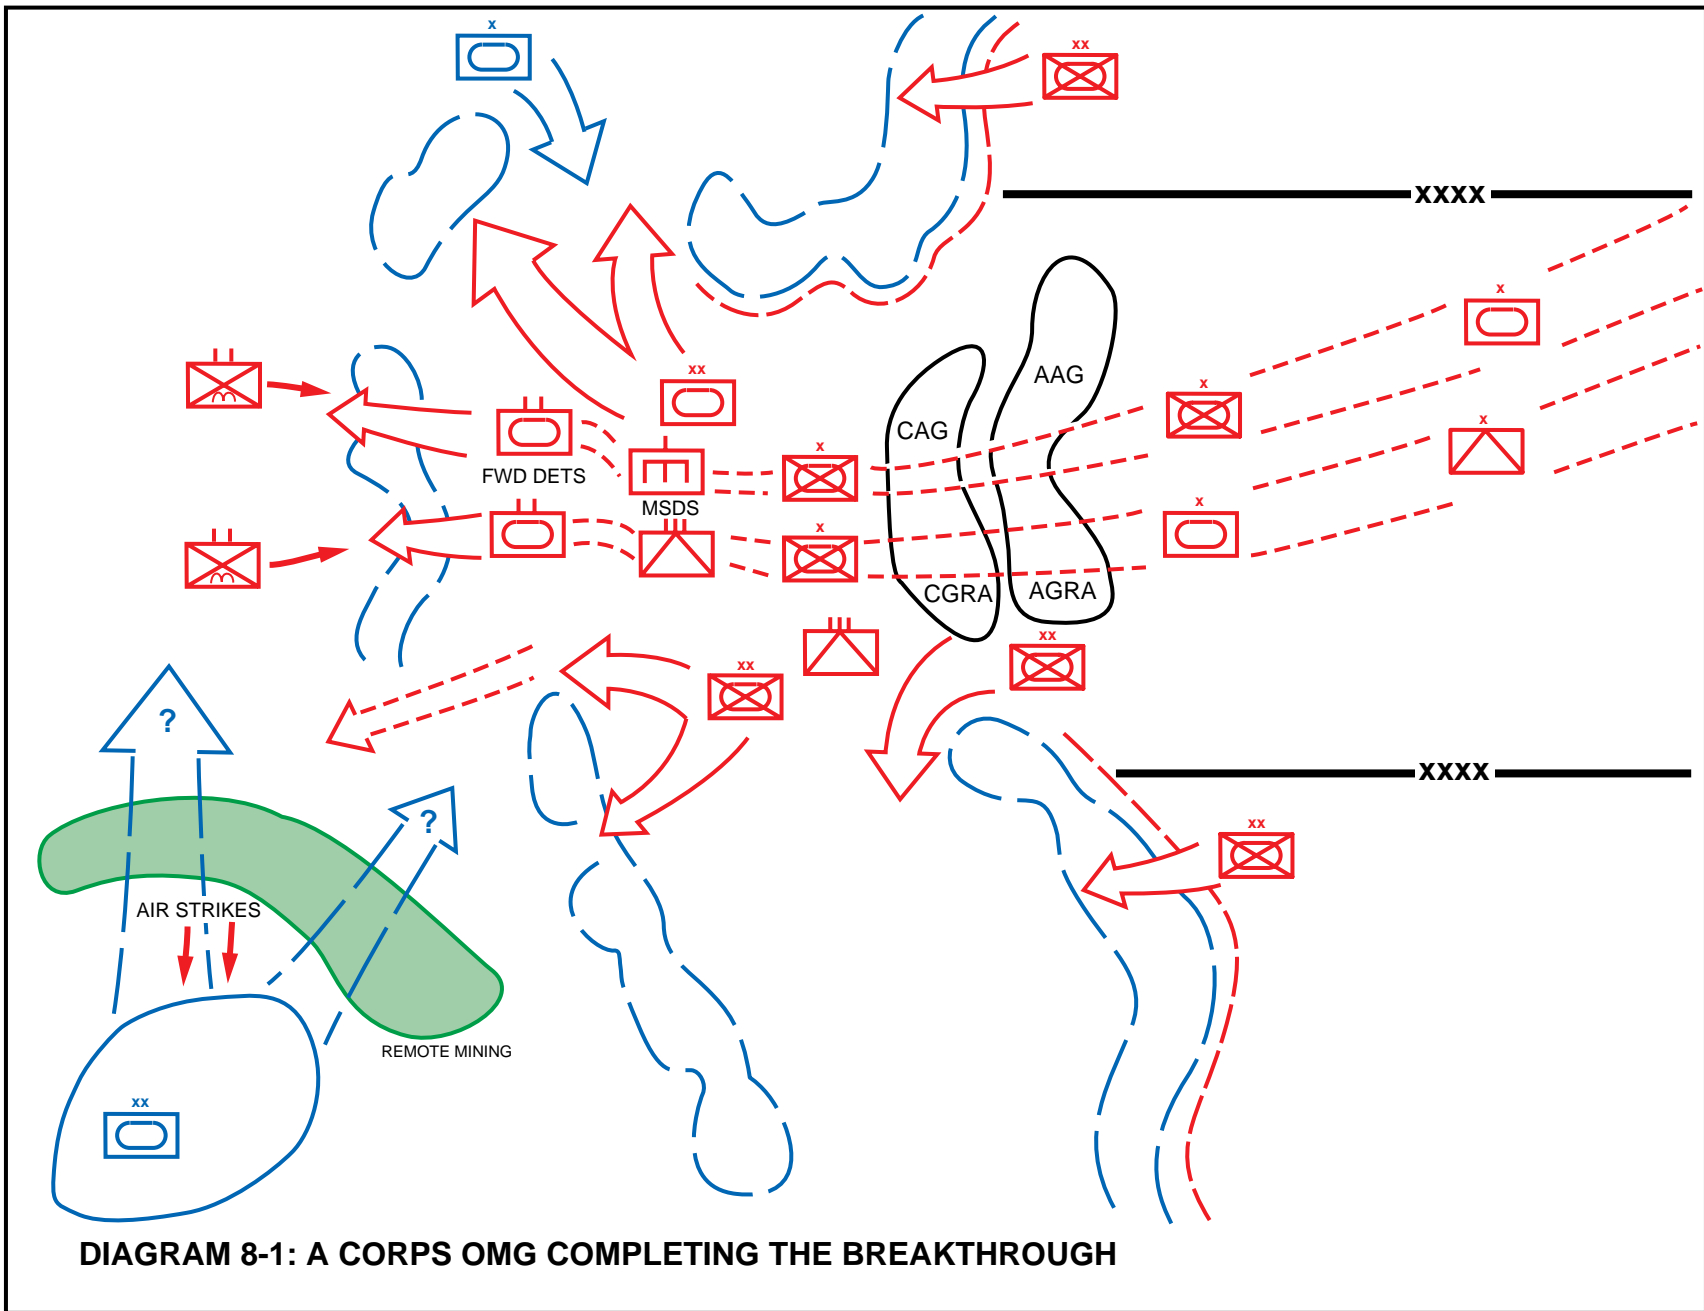 x
xx
XXXX
x
xx
x
AAG
x
CAG
x
FWD DETS
x
MSDS
x
x
CGRA
AGRA
xx
xx
?
XXXX
?
xx
AIR STRIKES
REMOTE MINING
xx
DIAGRAM 8-1: A CORPS OMG COMPLETING THE BREAKTHROUGH